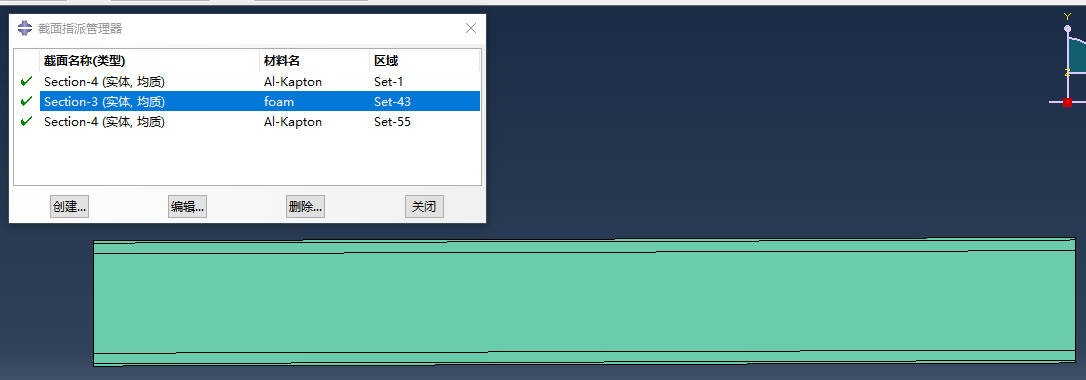 截面指派管理器
截面名称(类型) 材料名 区域
Section-4 (实体, 均质) Al-Kapton Set-1
Section-3 (实体, 均质) foam Set-43
Section-4 (实体, 均质) Al-Kapton Set-55
创建... 编辑... 删除... 关闭
Y
Z